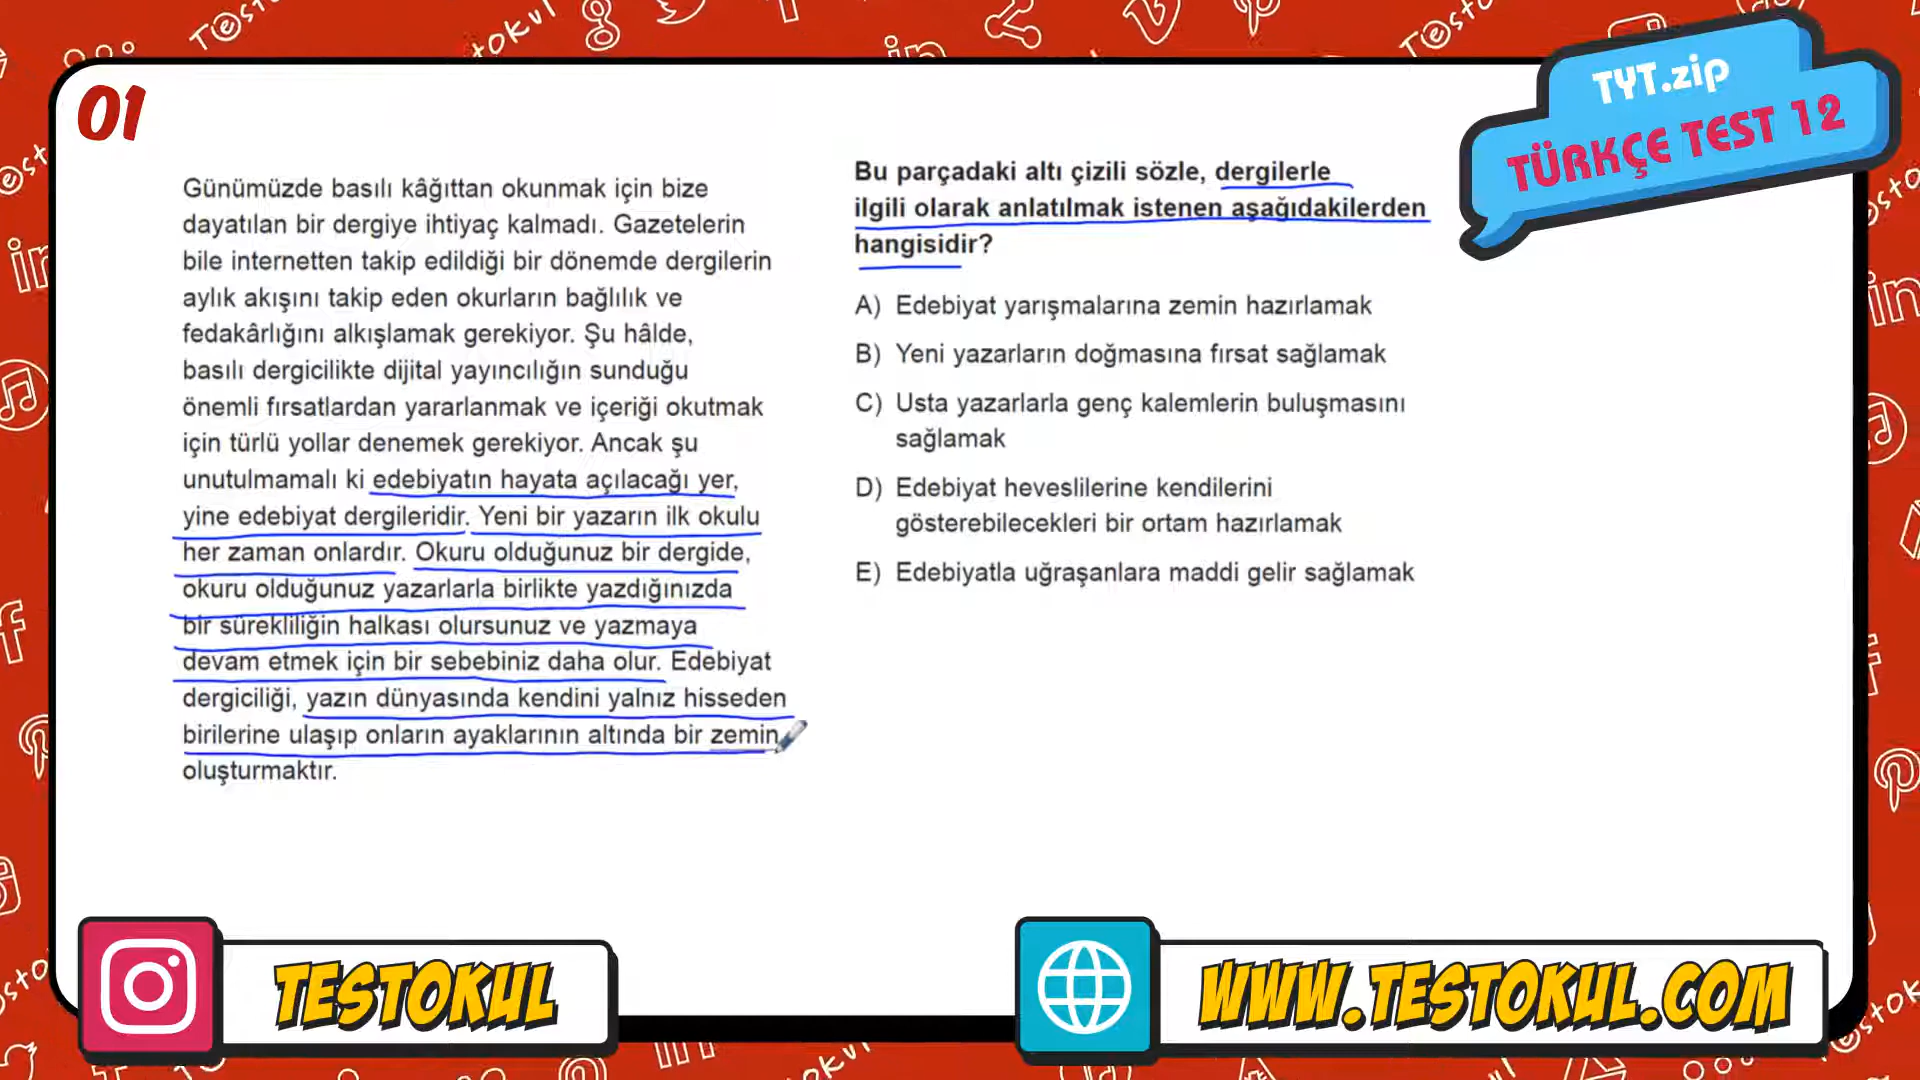 01
TYT.zip
TÜRKÇE TEST 12
Günümüzde basılı kâğıttan okunmak için bize
dayatılan bir dergiye ihtiyaç kalmadı. Gazetelerin
bile internetten takip edildiği bir dönemde dergilerin
aylık akışını takip eden okurların bağlılık ve
fedakârlığını alkışlamak gerekiyor. Şu hâlde,
basılı dergicilikte dijital yayıncılığın sunduğu
önemli fırsatlardan yararlanmak ve içeriği okutmak
için türlü yollar denemek gerekiyor. Ancak şu
unutulmamalı ki edebiyatın hayata açılacağı yer,
yine edebiyat dergileridir. Yeni bir yazarın ilk okulu
her zaman onlardır. Okuru olduğunuz bir dergide,
okuru olduğunuz yazarlarla birlikte yazdığınızda
bir sürekliliğin halkası olursunuz ve yazmaya
devam etmek için bir sebebiniz daha olur. Edebiyat
dergiciliği, yazın dünyasında kendini yalnız hisseden
birilerine ulaşıp onların ayaklarının altında bir zemin
oluşturmaktır.
Bu parçadaki altı çizili sözle, dergilerle
ilgili olarak anlatılmak istenen aşağıdakilerden
hangisidir?
A) Edebiyat yarışmalarına zemin hazırlamak
B) Yeni yazarların doğmasına fırsat sağlamak
C) Usta yazarlarla genç kalemlerin buluşmasını
sağlamak
D) Edebiyat heveslilerine kendilerini
gösterebilecekleri bir ortam hazırlamak
E) Edebiyatla uğraşanlara maddi gelir sağlamak
TESTOKUL
WWW.TESTOKUL.COM